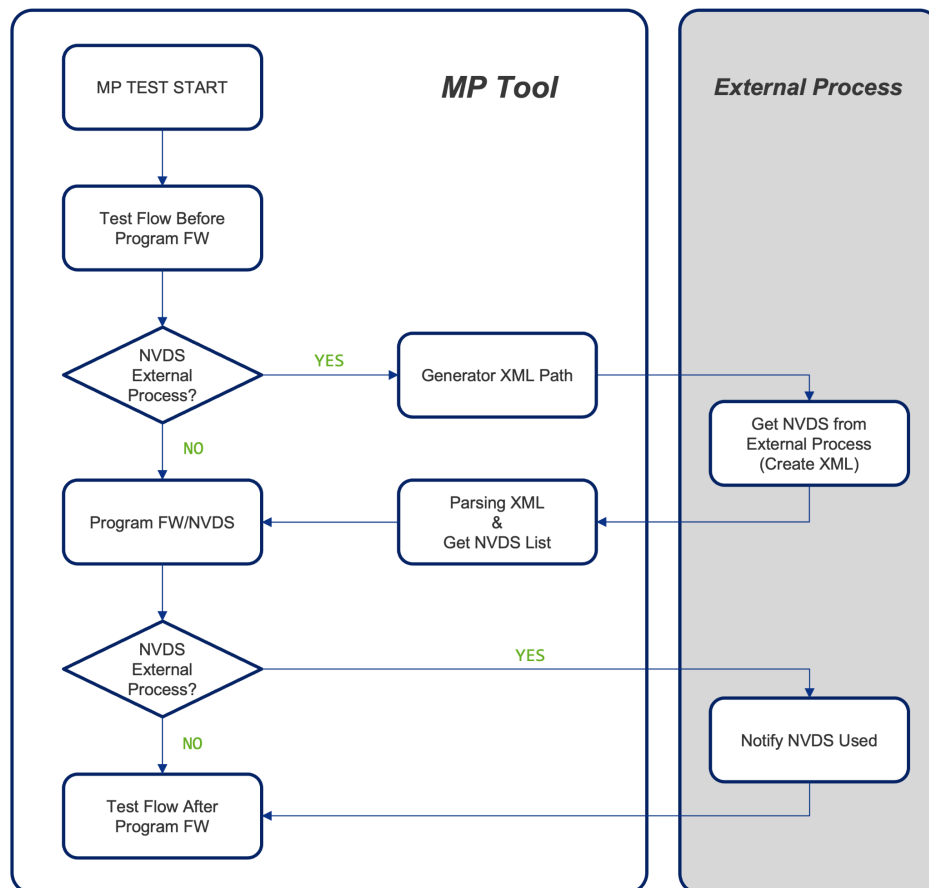 MP Tool
External Process
MP TEST START
Test Flow Before
Program FW
NVDS
External
Process?
YES
Generator XML Path
Get NVDS from
External Process
(Create XML)
NO
Program FW/NVDS
Parsing XML
&
Get NVDS List
NVDS
External
Process?
YES
Notify NVDS Used
NO
Test Flow After
Program FW